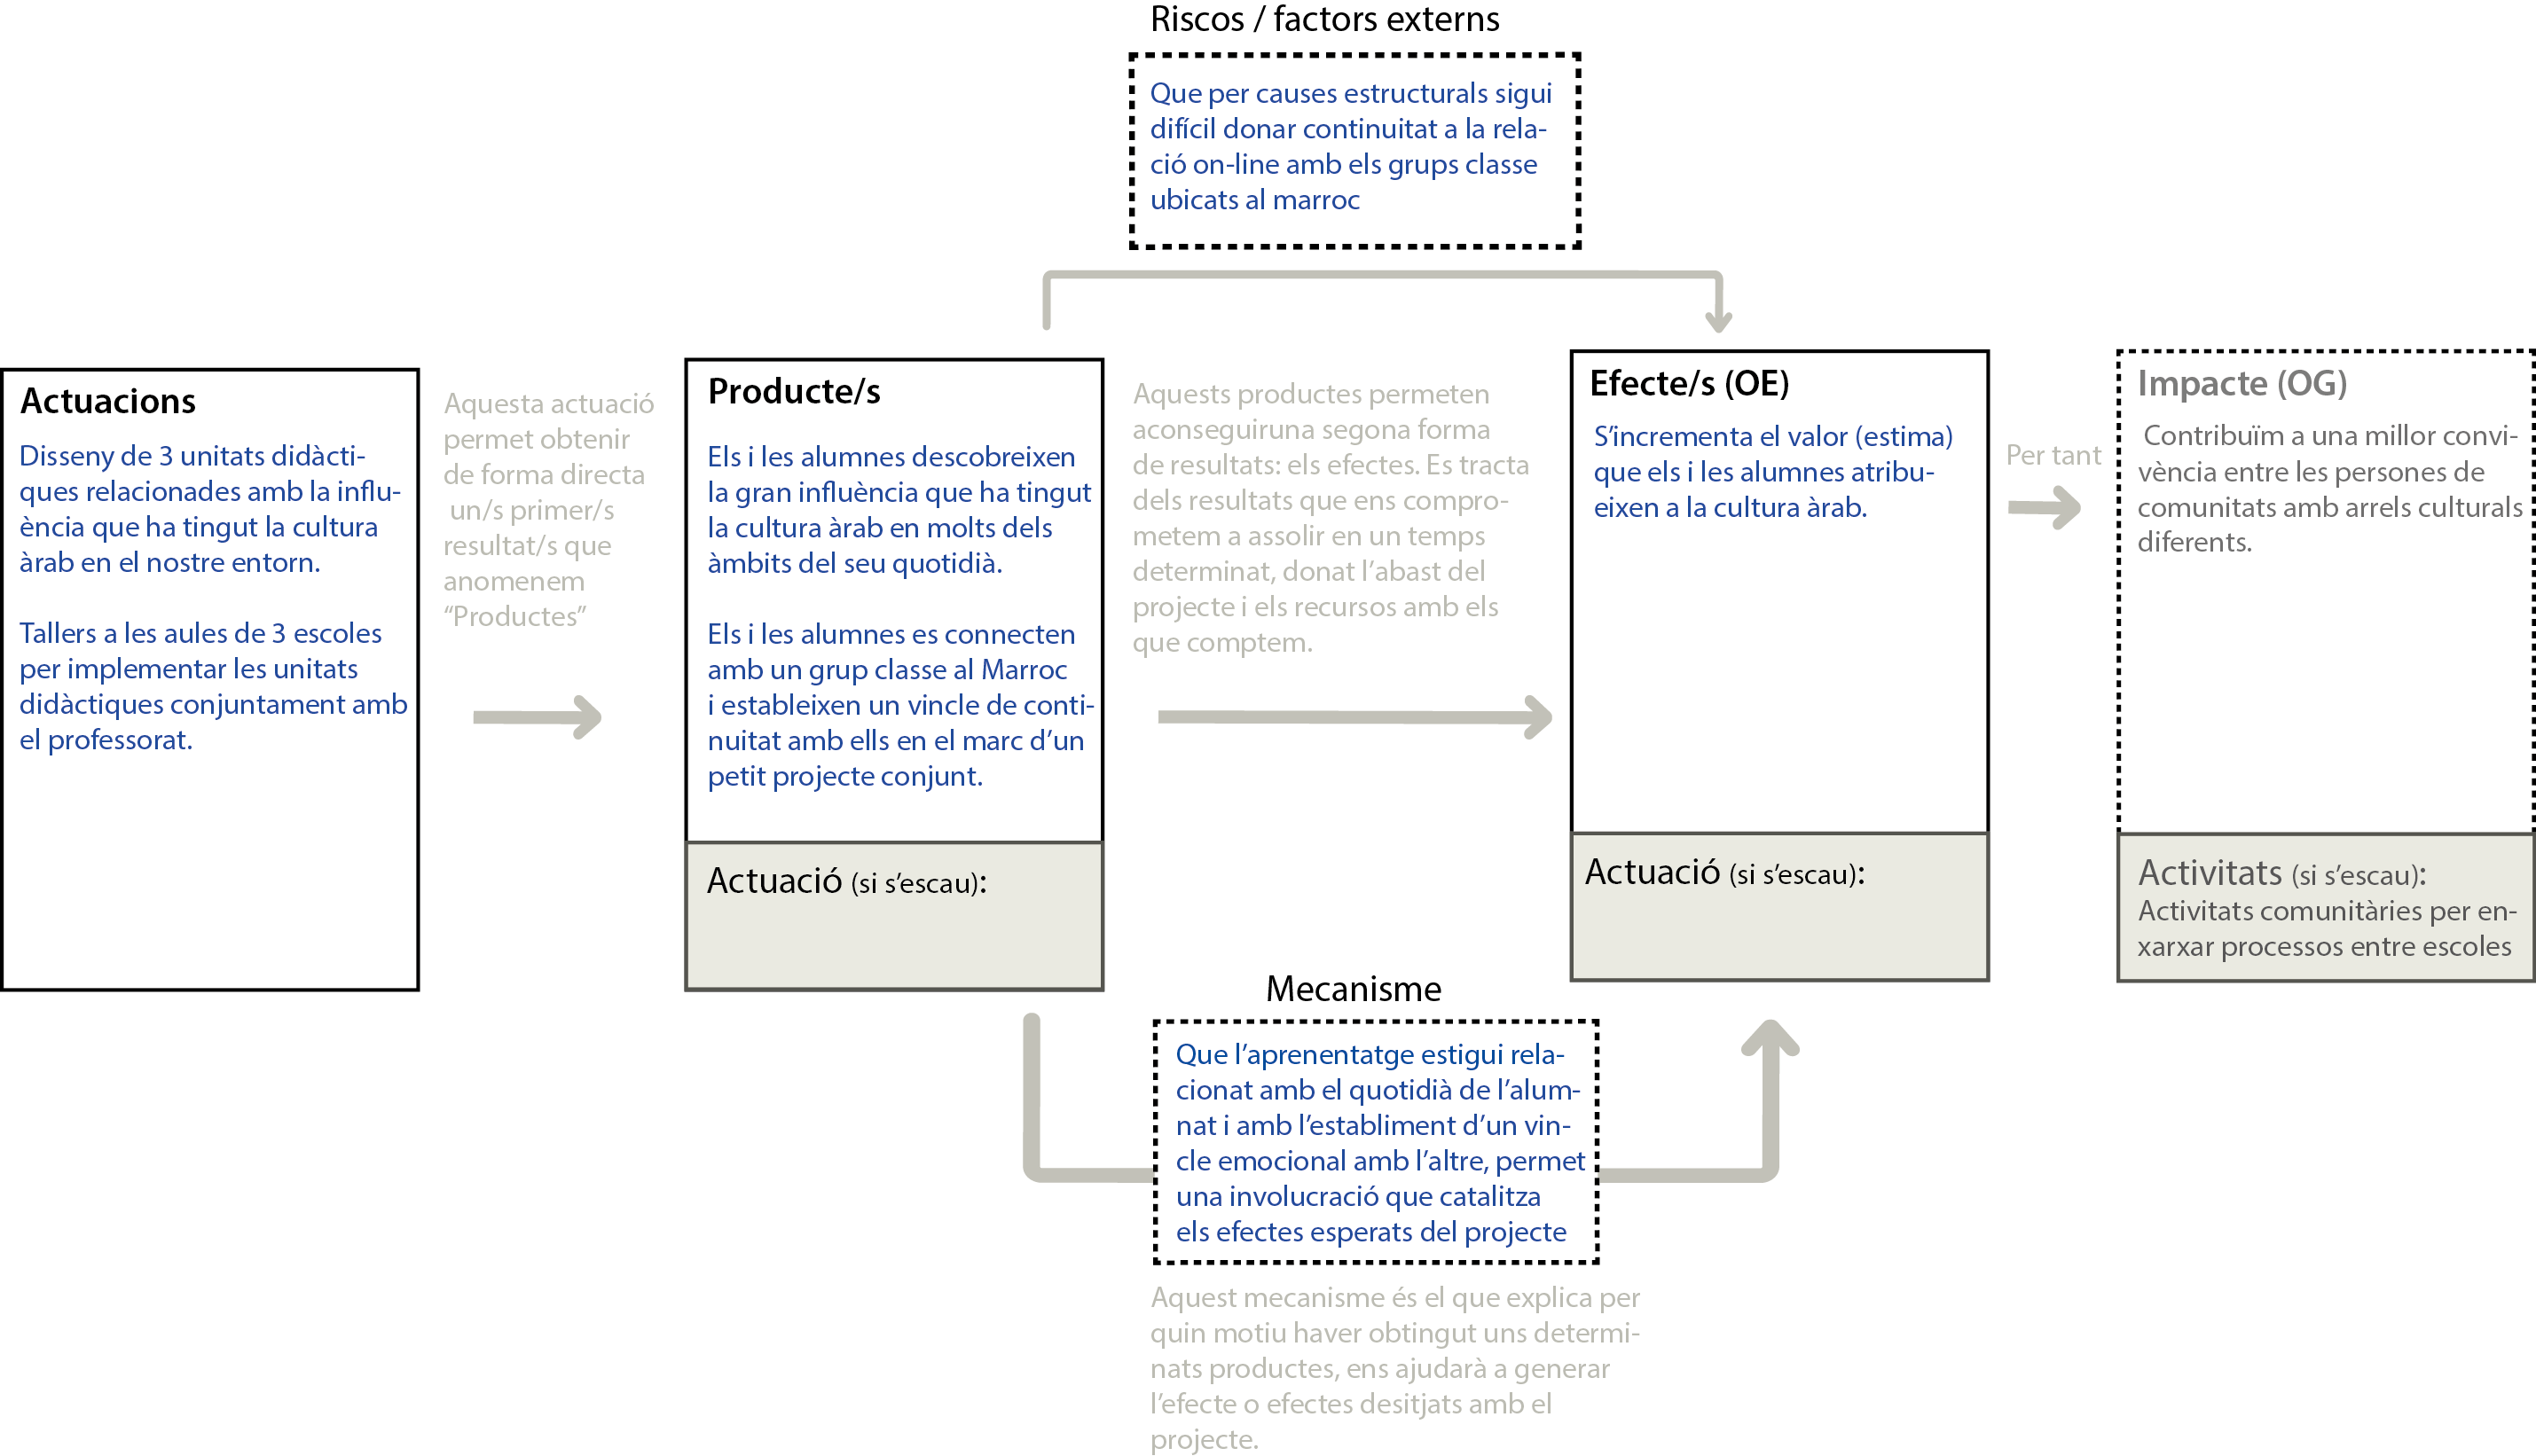 Riscos / factors externs
Que per causes estructurals sigui
difícil donar continuitat a la rela-
ció on-line amb els grups classe
ubicats al marroc
Actuacions
Disseny de 3 unitats didàcti-
ques relacionades amb la influ-
ència que ha tingut la cultura
àrab en el nostre entorn.
Tallers a les aules de 3 escoles
per implementar les unitats
didàctiques conjuntament amb
el professorat.
Aquesta actuació
permet obtenir
de forma directa
un/s primer/s
resultat/s que
anomenem
“Productes”
Producte/s
Els i les alumnes descobreixen
la gran influència que ha tingut
la cultura àrab en molts dels
àmbits del seu quotidià.
Els i les alumnes es connecten
amb un grup classe al Marroc
i estableixen un vincle de conti-
nuitat amb ells en el marc d’un
petit projecte conjunt.
Actuació (si s’escau):
Aquests productes permeten
aconseguiruna segona forma
de resultats: els efectes. Es tracta
dels resultats que ens compro-
metem a assolir en un temps
determinat, donat l’abast del
projecte i els recursos amb els
que comptem.
Efecte/s (OE)
S’incrementa el valor (estima)
que els i les alumnes atribu-
eixen a la cultura àrab.
Actuació (si s’escau):
Per tant
Impacte (OG)
Contribuïm a una millor convi-
vència entre les persones de
comunitats amb arrels culturals
diferents.
Activitats (si s’escau):
Activitats comunitàries per en-
xarxar processos entre escoles
Mecanisme
Que l’aprenentatge estigui rela-
cionat amb el quotidià de l’alum-
nat i amb l’establiment d’un vin-
cle emocional amb l’altre, permet
una involucració que catalitza
els efectes esperats del projecte
Aquest mecanisme és el que explica per
quin motiu haver obtingut uns determi-
nats productes, ens ajudarà a generar
l’efecte o efectes desitjats amb el
projecte.